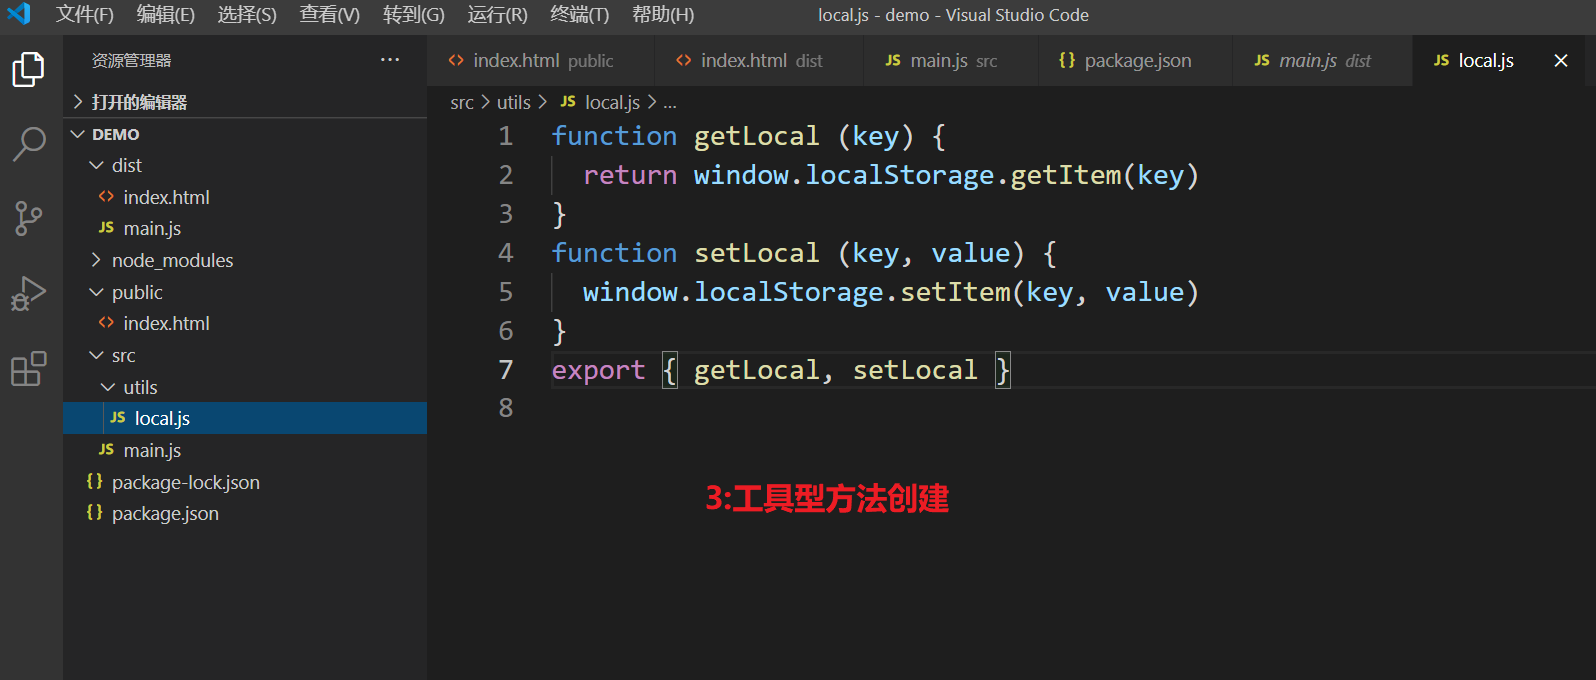 文件(F) 编辑(E) 选择(S) 查看(V) 转到(G) 运行(R) 终端(T) 帮助(H) local.js - demo - Visual Studio Code
资源管理器 ···
打开的编辑器
DEMO
dist
index.html
JS main.js
node_modules
public
index.html
src
utils
JS local.js
JS main.js
{} package-lock.json
{} package.json
index.html public index.html dist JS main.js src {} package.json JS main.js dist JS local.js
src > utils > JS local.js > ...
1 function getLocal (key) {
2 return window.localStorage.getItem(key)
3 }
4 function setLocal (key, value) {
5 window.localStorage.setItem(key, value)
6 }
7 export { getLocal, setLocal }
8
3:工具型方法创建